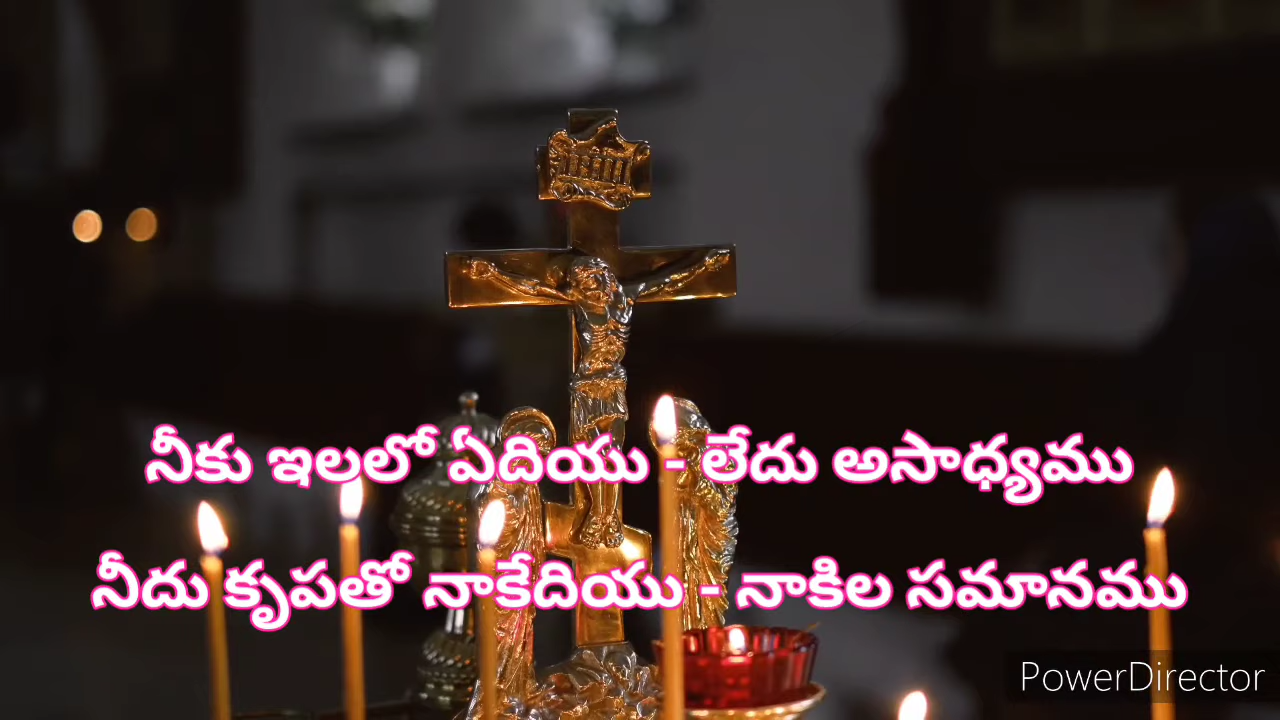 నీకు ఇలలో ఏదియు - లేదు అసాధ్యము
నీదు కృపతో నాకేదియు - నాకిల సమానము
PowerDirector